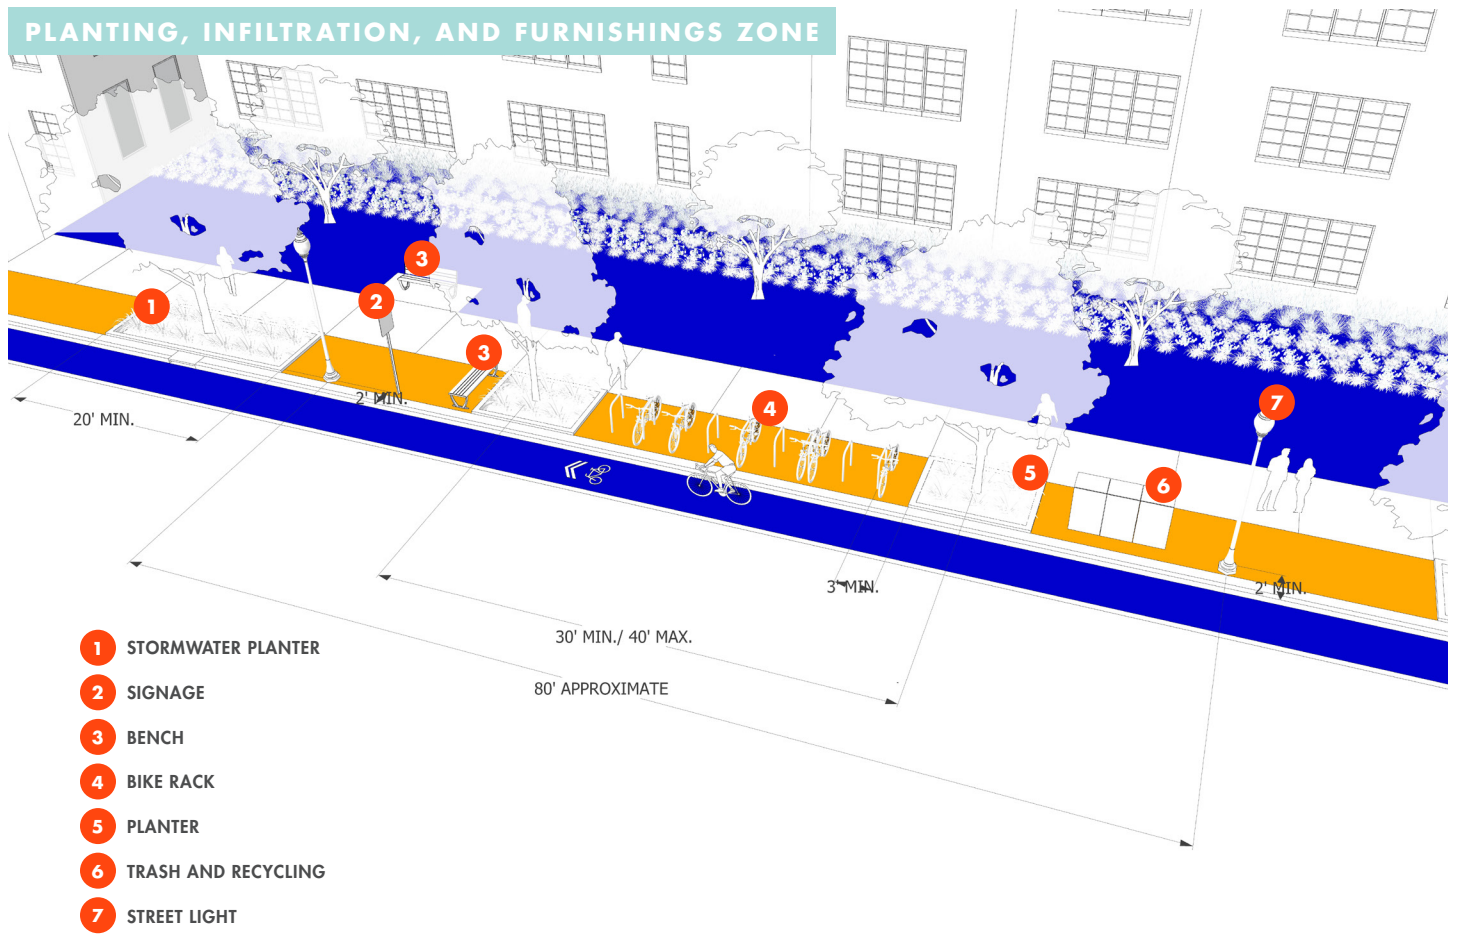 PLANTING, INFILTRATION, AND FURNISHINGS ZONE
3
2
1
3
2' MIN.
20' MIN.
4
7
5
6
3' MIN.
2' MIN.
30' MIN./ 40' MAX.
80' APPROXIMATE
1 STORMWATER PLANTER
2 SIGNAGE
3 BENCH
4 BIKE RACK
5 PLANTER
6 TRASH AND RECYCLING
7 STREET LIGHT